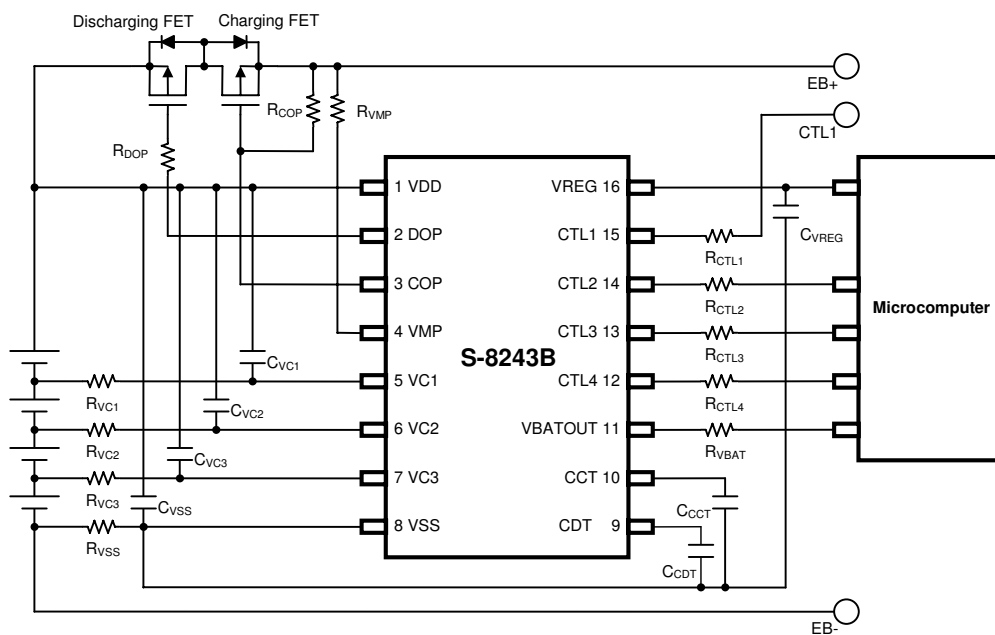 Discharging FET
Charging FET
EB+
RCOP
RVMP
CTL1
RDOP
1 VDD
VREG 16
2 DOP
CTL1 15
CVREG
RCTL1
3 COP
CTL2 14
RCTL2
Microcomputer
4 VMP
CTL3 13
S-8243B
RCTL3
CVC1
5 VC1
CTL4 12
RVC1
CVC2
RCTL4
6 VC2
VBATOUT 11
RVC2
CVC3
RVBAT
7 VC3
CCT 10
RVC3
CVSS
CCCT
8 VSS
CDT 9
RVSS
CCDT
EB-